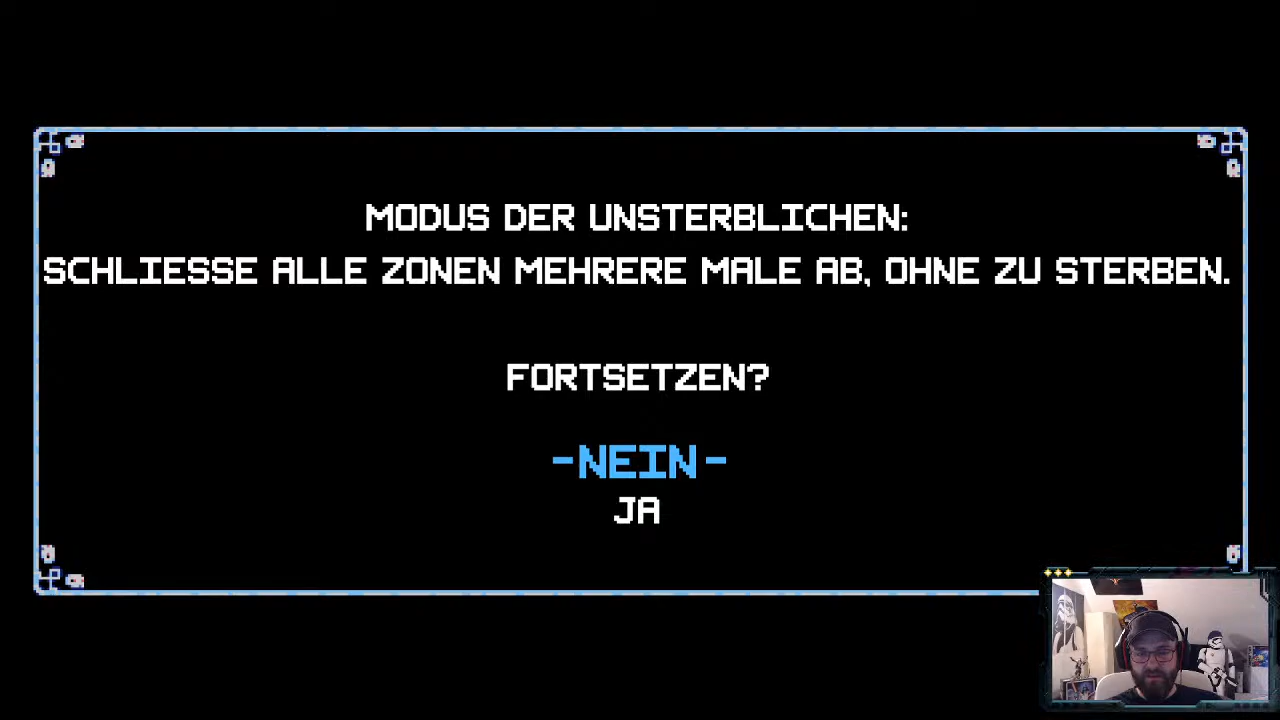 MODUS DER UNSTERBLICHEN:
SCHLIESSE ALLE ZONEN MEHRERE MALE AB, OHNE ZU STERBEN.
FORTSETZEN?
-NEIN-
JA